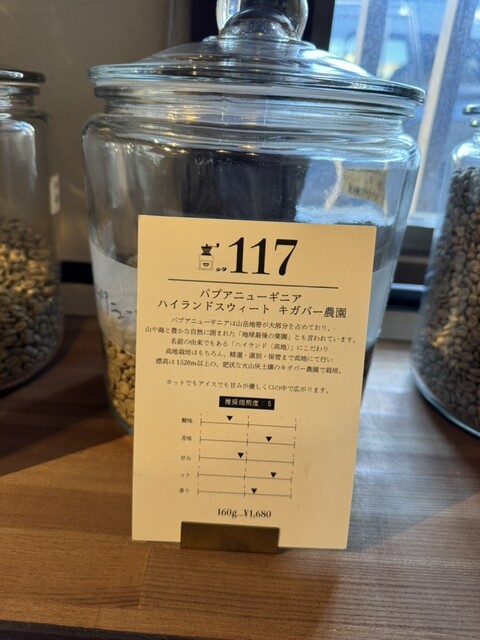 117
パプアニューギニア
ハイランドスウィート キガバー農園
パプアニューギニアは山岳地帯が大部分を占めており、
山や海と豊かな自然に囲まれた「地球最後の楽園」とも言われています。
名前の由来でもある「ハイランド(高地)」にこだわり
高地栽培はもちろん、精選・選別・保管まで高地にて行い
標高は1520m以上の、肥沃な火山灰土壌のキガバー農園で栽培。
ホットでもアイスでも甘みが優しく口の中で広がります。
推奨焙煎度 5
酸味
苦味
甘み
コク
香り
160g...¥1,680